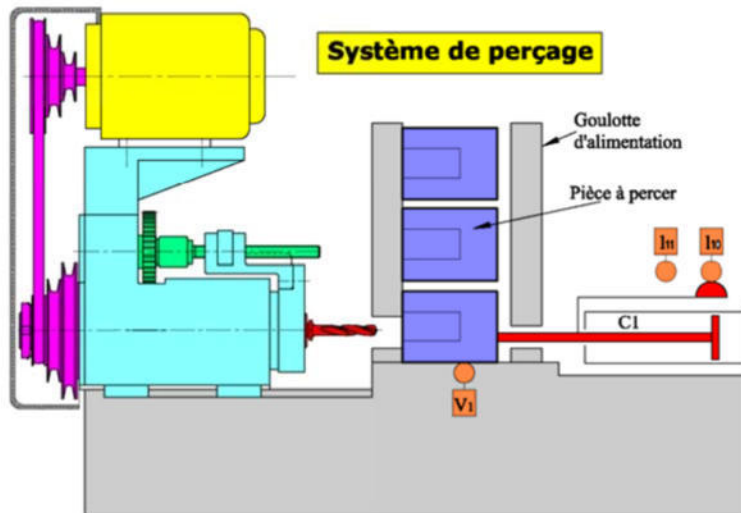 Système de perçage
Goulotte
d'alimentation
Pièce à percer
l11
l10
C1
V1